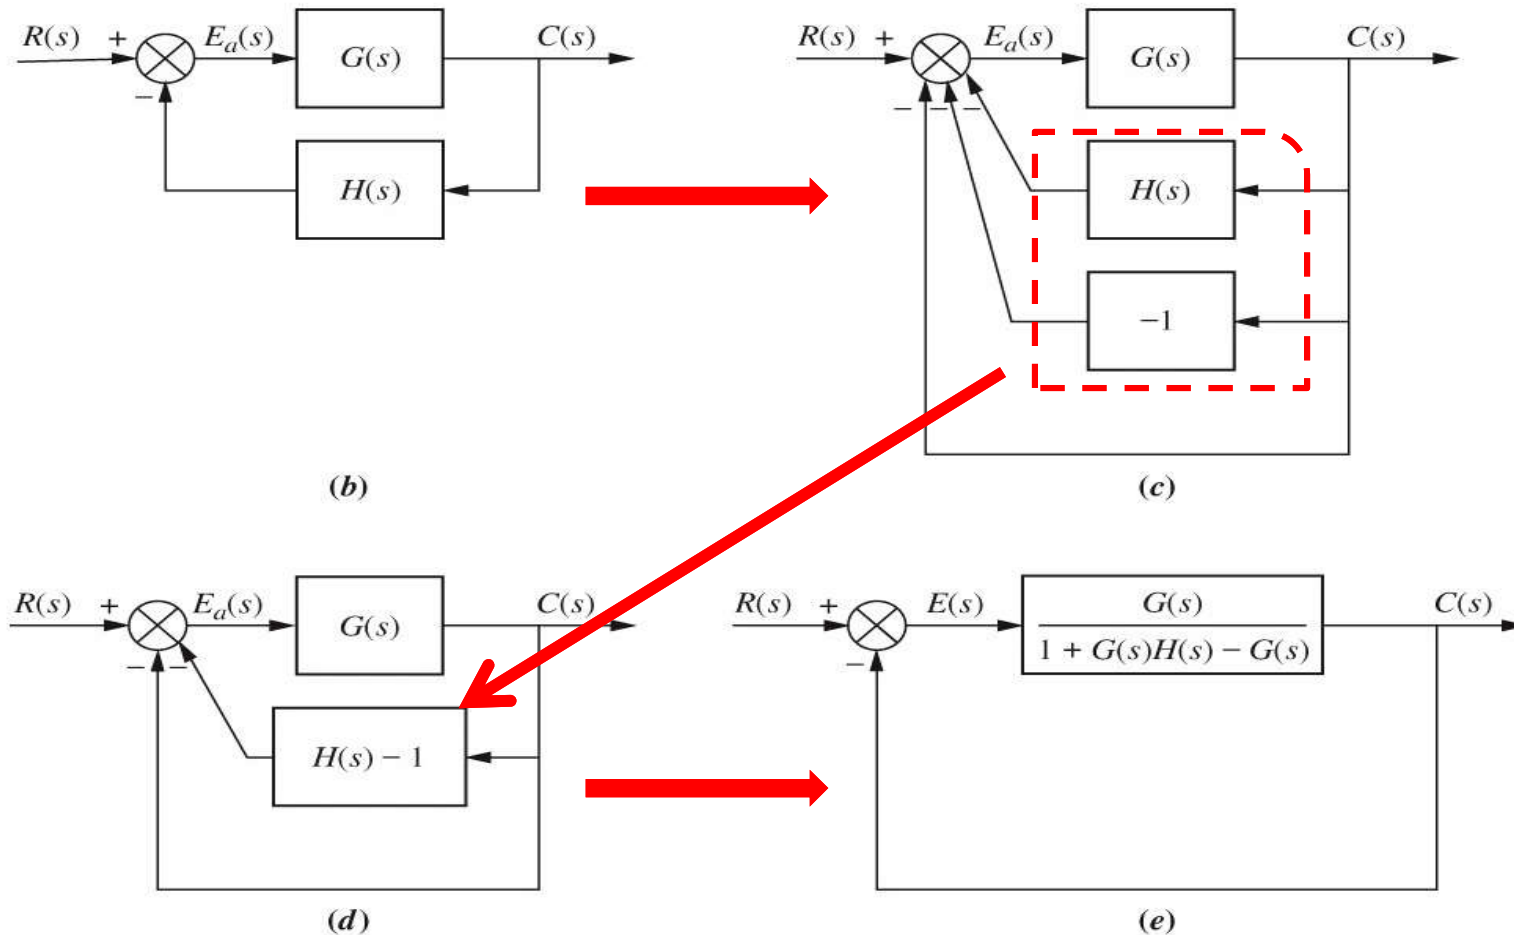 R(s) + Eₐ(s) G(s) C(s)
−
H(s)
(b)
R(s) + Eₐ(s) G(s) C(s)
− − −
H(s)
−1
(c)
R(s) + Eₐ(s) G(s) C(s)
− −
H(s) − 1
(d)
R(s) + E(s) G(s) C(s)
− 1 + G(s)H(s) − G(s)
(e)